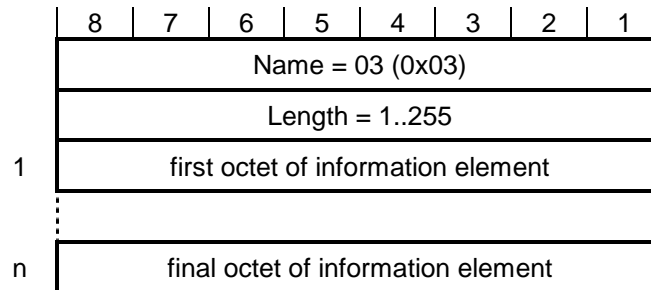 8 7 6 5 4 3 2 1
Name = 03 (0x03)
Length = 1..255
1 first octet of information element
n final octet of information element